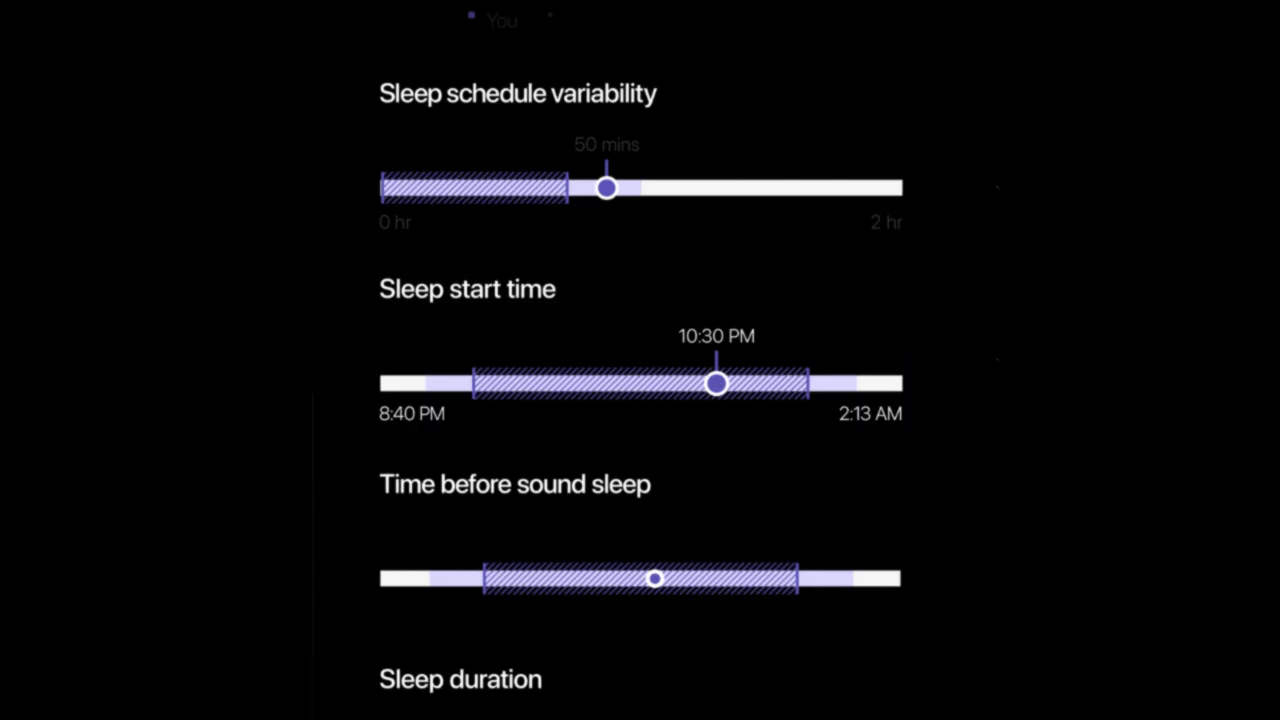 You
Sleep schedule variability
50 mins
0 hr
2 hr
Sleep start time
10:30 PM
8:40 PM
2:13 AM
Time before sound sleep
Sleep duration